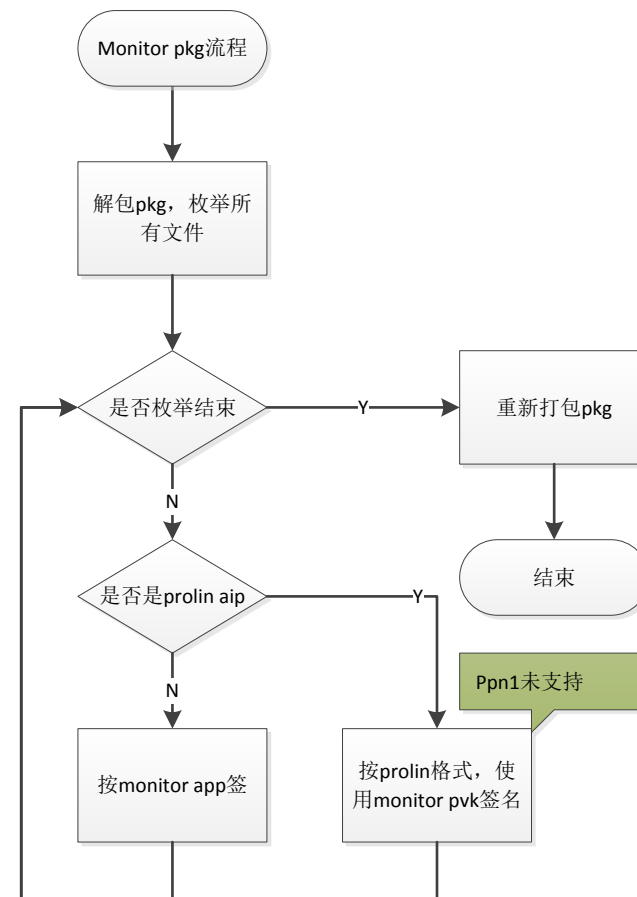 Monitor pkg流程
解包pkg，枚举所
有文件
是否枚举结束
Y
重新打包pkg
N
结束
是否是prolin aip
Y
N
Ppn1未支持
按monitor app签
按prolin格式，使
用monitor pvk签名